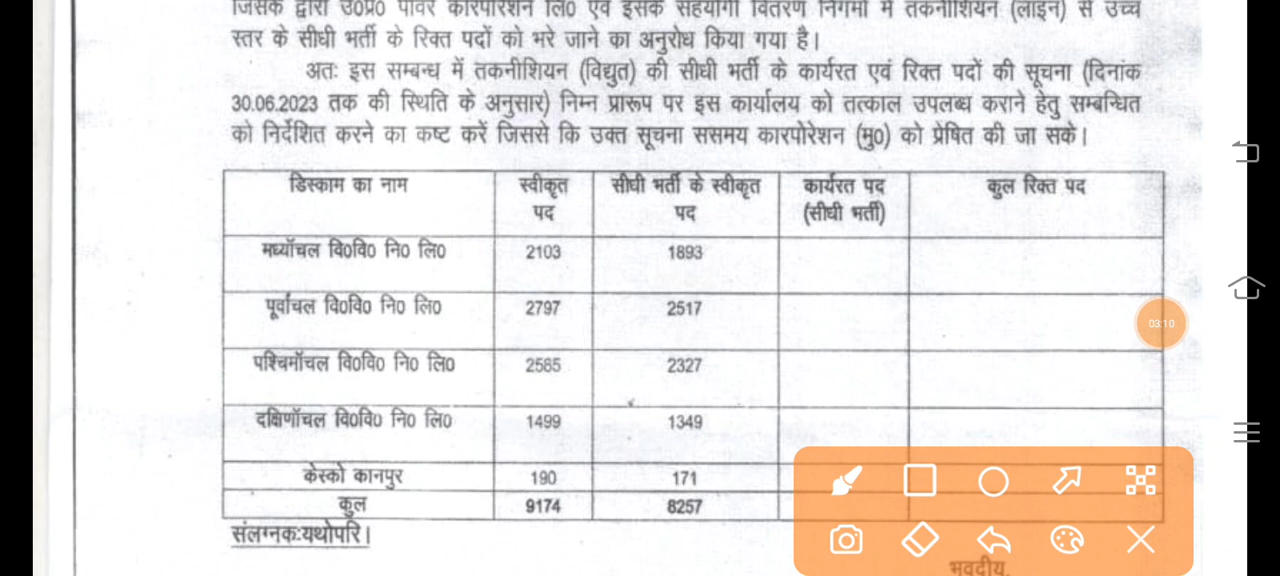 जिसके द्वारा उ0प्र0 पावर कारपोरेशन लि0 एवं इसके सहयोगी वितरण निगमों में तकनीशियन (लाइन) से उच्च
स्तर के सीधी भर्ती के रिक्त पदों को भरे जाने का अनुरोध किया गया है।
अतः इस सम्बन्ध में तकनीशियन (विद्युत) की सीधी भर्ती के कार्यरत एवं रिक्त पदों की सूचना (दिनांक
30.06.2023 तक की स्थिति के अनुसार) निम्न प्रारूप पर इस कार्यालय को तत्काल उपलब्ध कराने हेतु सम्बन्धित
को निर्देशित करने का कष्ट करें जिससे कि उक्त सूचना ससमय कारपोरेशन (मु0) को प्रेषित की जा सके।
डिस्काम का नाम स्वीकृत पद सीधी भर्ती के स्वीकृत पद कार्यरत पद (सीधी भर्ती) कुल रिक्त पद
मध्यॉचल वि0वि0 नि0 लि0 2103 1893
पूर्वांचल वि0वि0 नि0 लि0 2797 2517
03:10
पश्चिमॉचल वि0वि0 नि0 लि0 2585 2327
दक्षिणॉचल वि0वि0 नि0 लि0 1499 1349
केस्को कानपुर 190 171
कुल 9174 8257
संलग्नकःयथोपरि।
भवदीय,